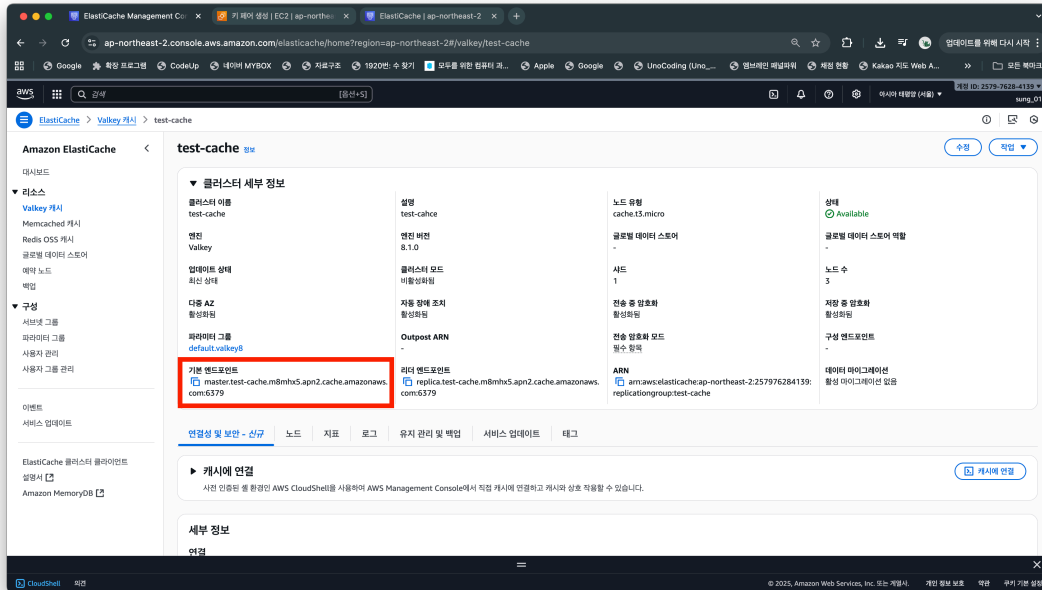 ElastiCache Management Con
키 페어 생성 | EC2 | ap-northeas
ElastiCache | ap-northeast-2
ap-northeast-2.console.aws.amazon.com/elasticache/home?region=ap-northeast-2#/valkey/test-cache
업데이트를 위해 다시 시작
Google 확장 프로그램 CodeUp 네이버 MYBOX 자료구조 1920번: 수 찾기 모두를 위한 컴퓨터 과... Apple Google UnoCoding (Uno_... 엠브레인 패널파워 채점 현황 Kakao 지도 Web A... » 모든 북마크
aws 검색 [옵션+S] 아시아 태평양 (서울) ▼ 계정 ID: 2579-7628-4139 ▼
sung_01
ElastiCache > Valkey 캐시 > test-cache
Amazon ElastiCache
대시보드
▼ 리소스
Valkey 캐시
Memcached 캐시
Redis OSS 캐시
글로벌 데이터 스토어
예약 노드
백업
▼ 구성
서브넷 그룹
파라미터 그룹
사용자 관리
사용자 그룹 관리
이벤트
서비스 업데이트
ElastiCache 클러스터 클라이언트
설명서
Amazon MemoryDB
test-cache 정보
수정 작업 ▼
▼ 클러스터 세부 정보
클러스터 이름
test-cache
설명
test-cahce
노드 유형
cache.t3.micro
상태
Available
엔진
Valkey
엔진 버전
8.1.0
글로벌 데이터 스토어
-
글로벌 데이터 스토어 역할
-
업데이트 상태
최신 상태
클러스터 모드
비활성화됨
샤드
1
노드 수
3
다중 AZ
활성화됨
자동 장애 조치
활성화됨
전송 중 암호화
활성화됨
저장 중 암호화
활성화됨
파라미터 그룹
default.valkey8
Outpost ARN
-
전송 암호화 모드
필수 항목
구성 엔드포인트
-
기본 엔드포인트
master.test-cache.m8mhx5.apn2.cache.amazonaws.
com:6379
리더 엔드포인트
replica.test-cache.m8mhx5.apn2.cache.amazonaws.
com:6379
ARN
arn:aws:elasticache:ap-northeast-2:257976284139:
replicationgroup:test-cache
데이터 마이그레이션
활성 마이그레이션 없음
연결성 및 보안 - 신규 노드 지표 로그 유지 관리 및 백업 서비스 업데이트 태그
▶ 캐시에 연결
사전 인증된 셸 환경인 AWS CloudShell을 사용하여 AWS Management Console에서 직접 캐시에 연결하고 캐시와 상호 작용할 수 있습니다.
캐시에 연결
세부 정보
연결
CloudShell 의견 © 2025, Amazon Web Services, Inc. 또는 계열사. 개인 정보 보호 약관 쿠키 기본 설정